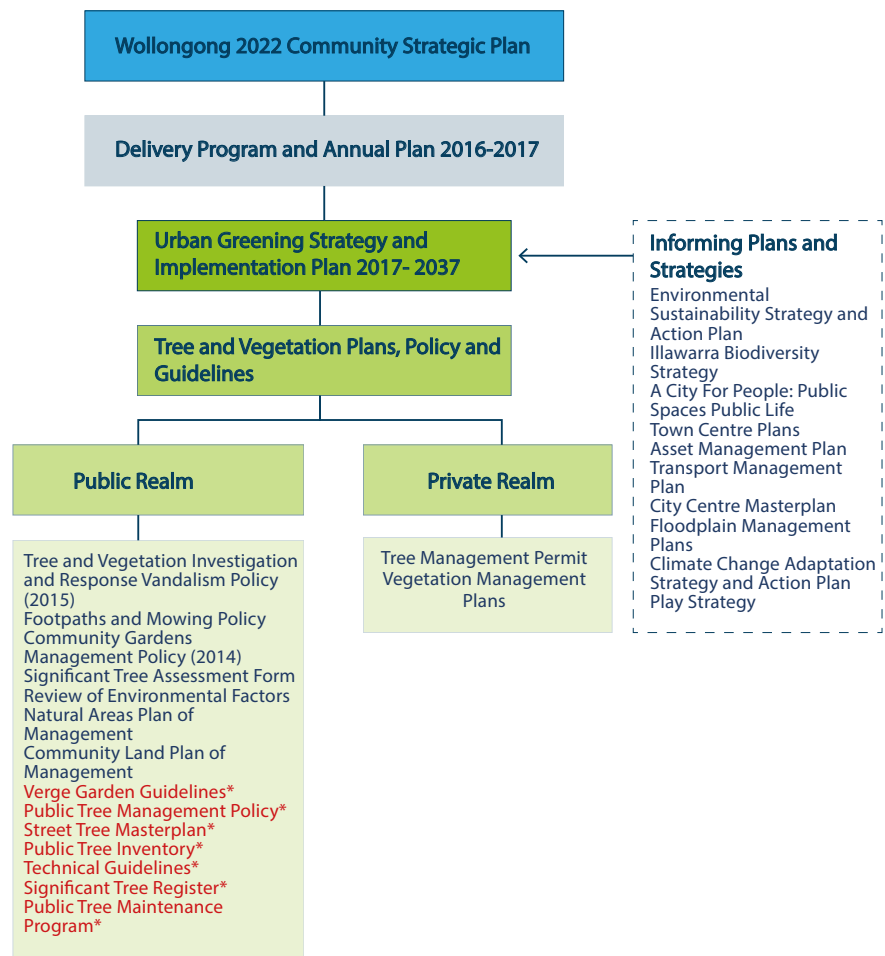 Wollongong 2022 Community Strategic Plan
Delivery Program and Annual Plan 2016-2017
Urban Greening Strategy and
Implementation Plan 2017- 2037
Informing Plans and
Strategies
Environmental
Sustainability Strategy and
Action Plan
Illawarra Biodiversity
Strategy
A City For People: Public
Spaces Public Life
Town Centre Plans
Asset Management Plan
Transport Management
Plan
City Centre Masterplan
Floodplain Management
Plans
Climate Change Adaptation
Strategy and Action Plan
Play Strategy
Tree and Vegetation Plans, Policy and
Guidelines
Public Realm
Tree and Vegetation Investigation
and Response Vandalism Policy
(2015)
Footpaths and Mowing Policy
Community Gardens
Management Policy (2014)
Significant Tree Assessment Form
Review of Environmental Factors
Natural Areas Plan of
Management
Community Land Plan of
Management
Verge Garden Guidelines*
Public Tree Management Policy*
Street Tree Masterplan*
Public Tree Inventory*
Technical Guidelines*
Significant Tree Register*
Public Tree Maintenance
Program*
Private Realm
Tree Management Permit
Vegetation Management
Plans